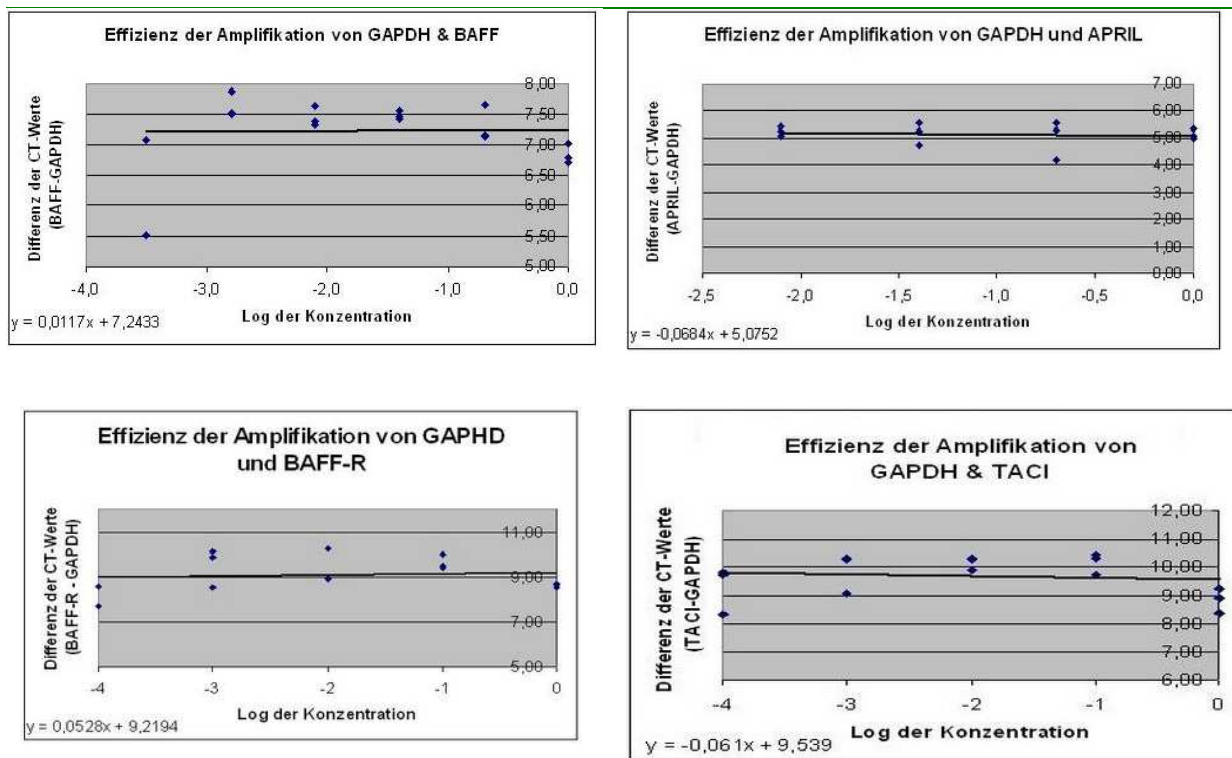 Effizienz der Amplifikation von GAPDH & BAFF
Differenz der CT-Werte
(BAFF-GAPDH)
8,00
7,50
7,00
6,50
6,00
5,50
5,00
-4,0
-3,0
-2,0
-1,0
0,0
Log der Konzentration
y = 0,0117x + 7,2433
Effizienz der Amplifikation von GAPDH und APRIL
Differenz der CT-Werte
(APRIL-GAPDH)
7,00
6,00
5,00
4,00
3,00
2,00
1,00
0,00
-2,5
-2,0
-1,5
-1,0
-0,5
0,0
Log der Konzentration
y = -0,0684x + 5,0752
Effizienz der Amplifikation von GAPHD
und BAFF-R
Differenz der CT-Werte
(BAFF-R - GAPDH)
11,00
9,00
7,00
5,00
-4
-3
-2
-1
0
Log der Konzentration
y = 0,0528x + 9,2194
Effizienz der Amplifikation von
GAPDH & TACI
Differenz der CT-Werte
(TACI-GAPDH)
12,00
11,00
10,00
9,00
8,00
7,00
6,00
-4
-3
-2
-1
0
Log der Konzentration
y = -0,061x + 9,539